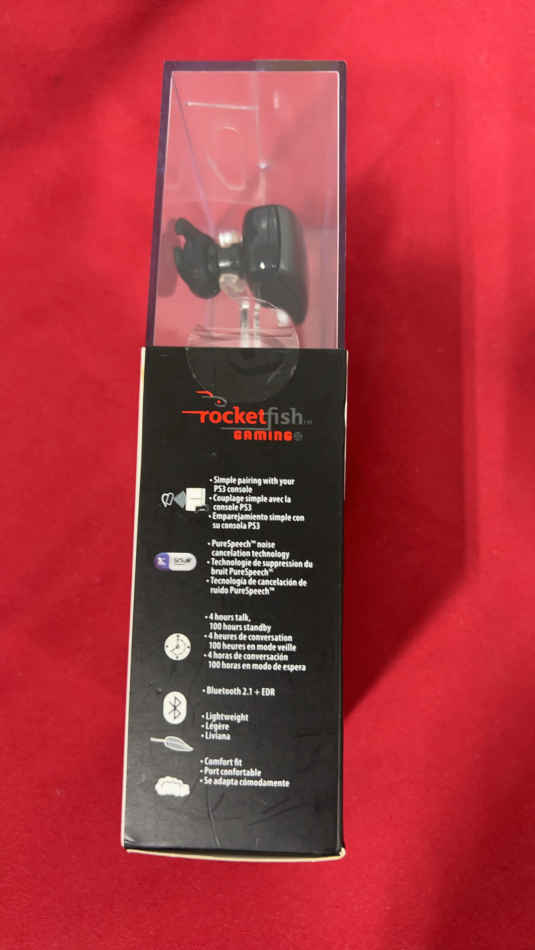 rocketfish™
GAMING
• Simple pairing with your
PS3 console
• Couplage simple avec la
console PS3
• Emparejamiento simple con
su consola PS3
• PureSpeech™ noise
cancelation technology
• Technologie de suppression du
bruit PureSpeech™
• Tecnología de cancelación de
ruido PureSpeech™
• 4 hours talk,
100 hours standby
• 4 heures de conversation
100 heures en mode veille
• 4 horas de conversación
100 horas en modo de espera
• Bluetooth 2.1 + EDR
• Lightweight
• Légère
• Liviana
• Comfort fit
• Port confortable
• Se adapta cómodamente